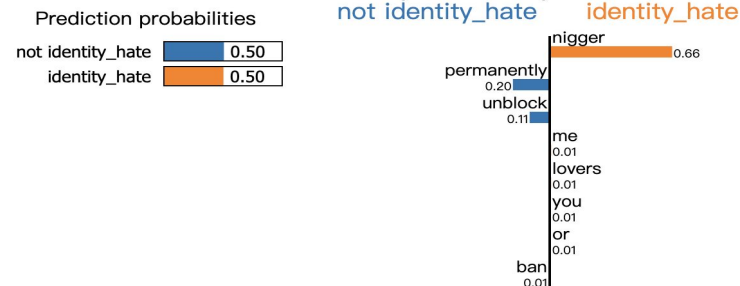 Prediction probabilities
not identity_hate 0.50
identity_hate 0.50
not identity_hate identity_hate
nigger
0.66
permanently
0.20
unblock
0.11
me
0.01
lovers
0.01
you
0.01
or
0.01
ban
0.01